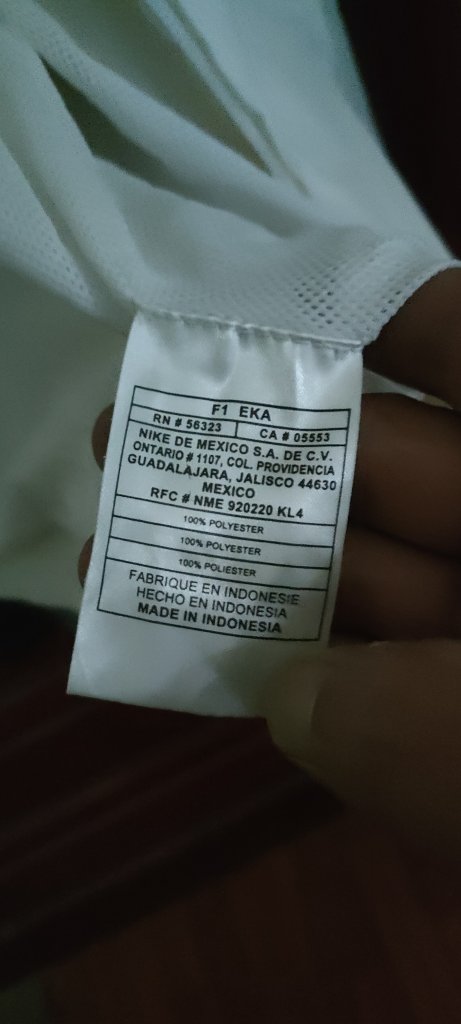 F1 EKA
RN # 56323 CA # 05553
NIKE DE MEXICO S.A. DE C.V.
ONTARIO # 1107, COL. PROVIDENCIA
GUADALAJARA, JALISCO 44630
MEXICO
RFC # NME 920220 KL4
100% POLYESTER
100% POLYESTER
100% POLIESTER
FABRIQUE EN INDONESIE
HECHO EN INDONESIA
MADE IN INDONESIA